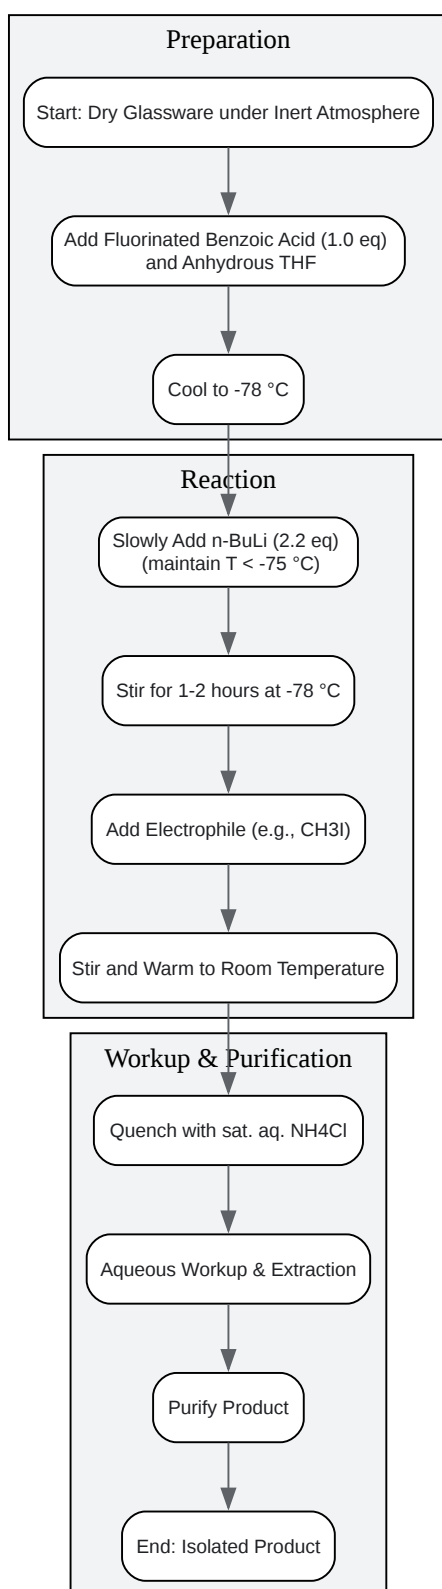 Preparation
Start: Dry Glassware under Inert Atmosphere
Add Fluorinated Benzoic Acid (1.0 eq)
and Anhydrous THF
Cool to -78 °C
Reaction
Slowly Add n-BuLi (2.2 eq)
(maintain T < -75 °C)
Stir for 1-2 hours at -78 °C
Add Electrophile (e.g., CH3I)
Stir and Warm to Room Temperature
Workup & Purification
Quench with sat. aq. NH4Cl
Aqueous Workup & Extraction
Purify Product
End: Isolated Product